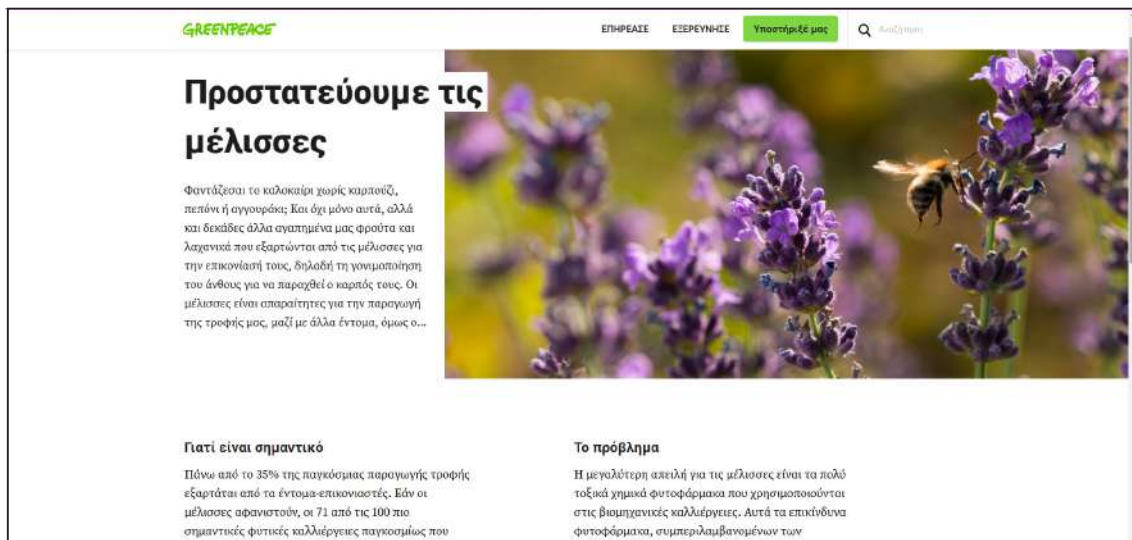 GREENPEACE
ΕΠΗΡΕΑΣΕ ΕΞΕΡΕΥΝΗΣΕ Υποστήριξέ μας Αναζήτηση
Προστατεύουμε τις
μέλισσες
Φαντάζεσαι το καλοκαίρι χωρίς καρπούζι,
πεπόνι ή αγγουράκι; Και όχι μόνο αυτά, αλλά
και δεκάδες άλλα αγαπημένα μας φρούτα και
λαχανικά που εξαρτώνται από τις μέλισσες για
την επικονίασή τους, δηλαδή τη γονιμοποίηση
του άνθους για να παραχθεί ο καρπός τους. Οι
μέλισσες είναι απαραίτητες για την παραγωγή
της τροφής μας, μαζί με άλλα έντομα, όμως ο...
Γιατί είναι σημαντικό
Πάνω από το 35% της παγκόσμιας παραγωγής τροφής
εξαρτάται από τα έντομα-επικονιαστές. Εάν οι
μέλισσες αφανιστούν, οι 71 από τις 100 πιο
σημαντικές φυτικές καλλιέργειες παγκοσμίως που
Το πρόβλημα
Η μεγαλύτερη απειλή για τις μέλισσες είναι τα πολύ
τοξικά χημικά φυτοφάρμακα που χρησιμοποιούνται
στις βιομηχανικές καλλιέργειες. Αυτά τα επικίνδυνα
φυτοφάρμακα, συμπεριλαμβανομένων των